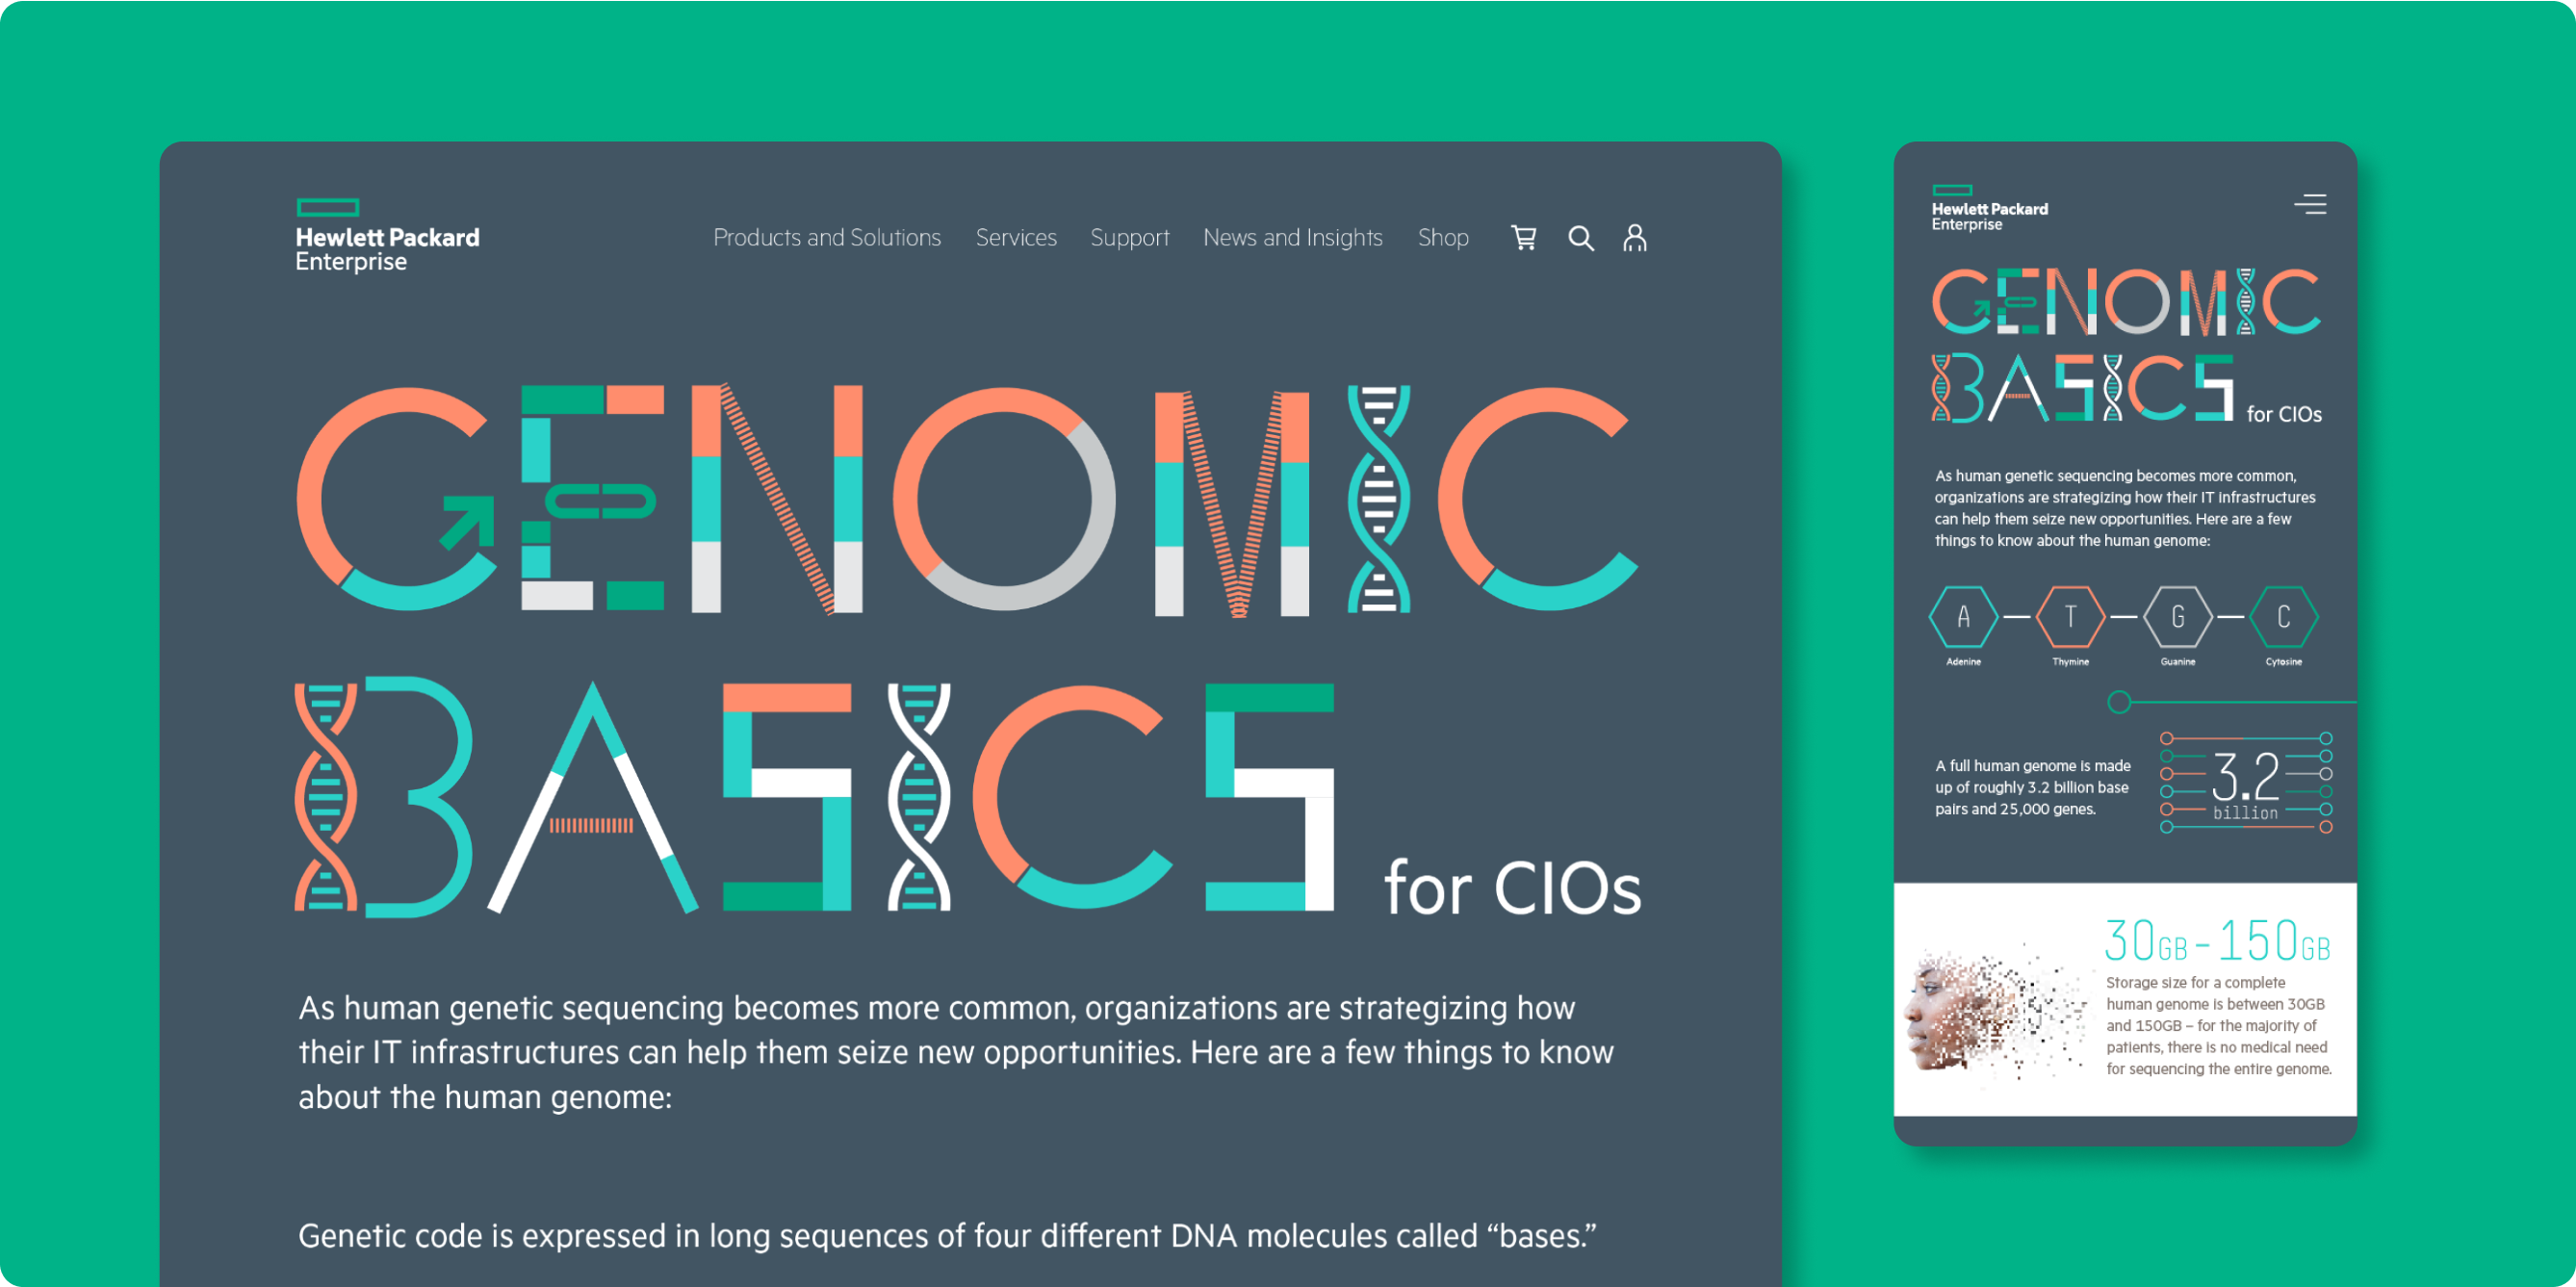 Hewlett Packard
Enterprise
Products and Solutions Services Support News and Insights Shop
GENOMIC
BASICS for CIOs
As human genetic sequencing becomes more common, organizations are strategizing how
their IT infrastructures can help them seize new opportunities. Here are a few things to know
about the human genome:
Genetic code is expressed in long sequences of four different DNA molecules called “bases.”
Hewlett Packard
Enterprise
GENOMIC
BASICS for CIOs
As human genetic sequencing becomes more common,
organizations are strategizing how their IT infrastructures
can help them seize new opportunities. Here are a few
things to know about the human genome:
A T G C
Adenine Thymine Guanine Cytosine
A full human genome is made
up of roughly 3.2 billion base
pairs and 25,000 genes.
3.2
billion
30GB - 150GB
Storage size for a complete
human genome is between 30GB
and 150GB – for the majority of
patients, there is no medical need
for sequencing the entire genome.